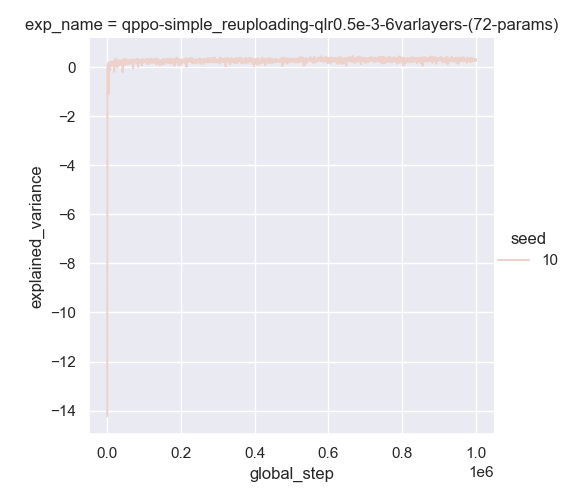 exp_name = qppo-simple_reuploading-qlr0.5e-3-6varlayers-(72-params)
0
−2
−4
−6
−8
−10
−12
−14
explained_variance
0.0 0.2 0.4 0.6 0.8 1.0
1e6
global_step
seed
10